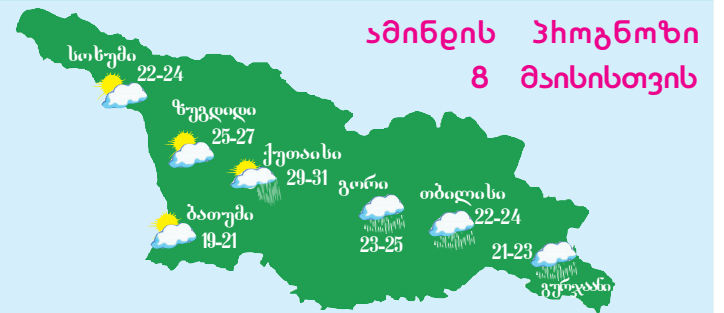 ამინდის პროგნოზი
8 მაისისთვის
სოხუმი
22-24
ზუგდიდი
25-27
ქუთაისი
29-31
გორი
23-25
თბილისი
22-24
ბათუმი
19-21
21-23
გურჯაანი